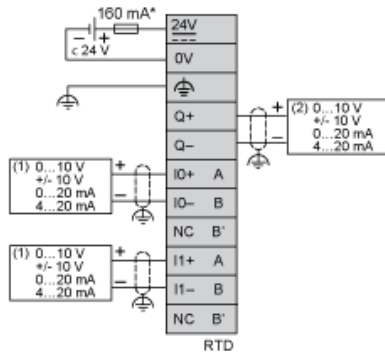 160 mA*
− +
c 24 V
24V
0V
Q+
Q−
I0+ A
I0− B
NC B'
I1+ A
I1− B
NC B'
RTD
+
−
(2) 0...10 V
+/- 10 V
0...20 mA
4...20 mA
(1) 0...10 V
+/- 10 V
0...20 mA
4...20 mA
+
−
(1) 0...10 V
+/- 10 V
0...20 mA
4...20 mA
+
−